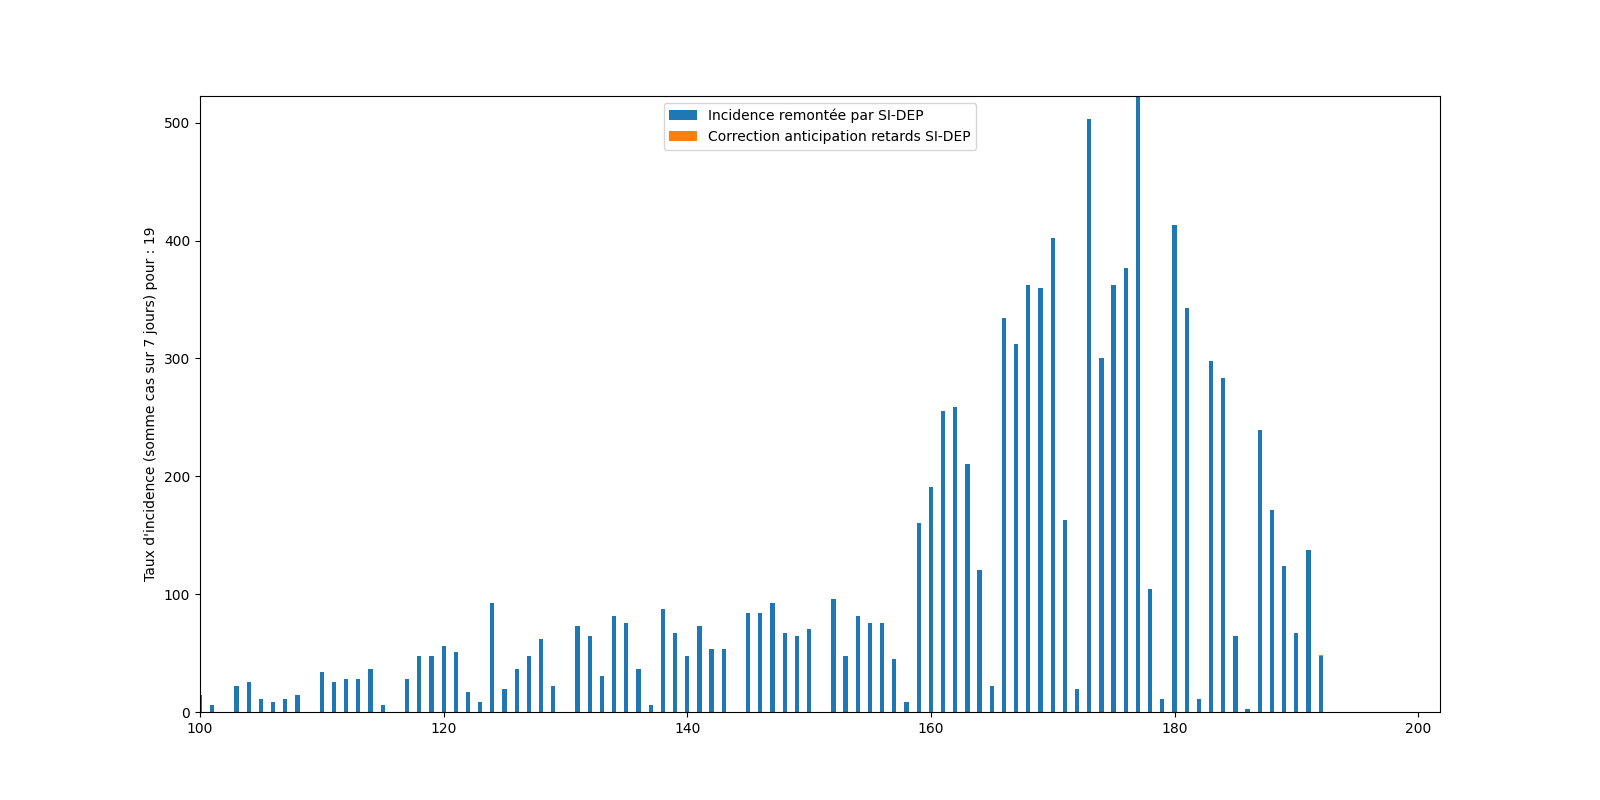 Incidence remontée par SI-DEP
Correction anticipation retards SI-DEP
Taux d'incidence (somme cas sur 7 jours) pour : 19
500
400
300
200
100
0
100 120 140 160 180 200